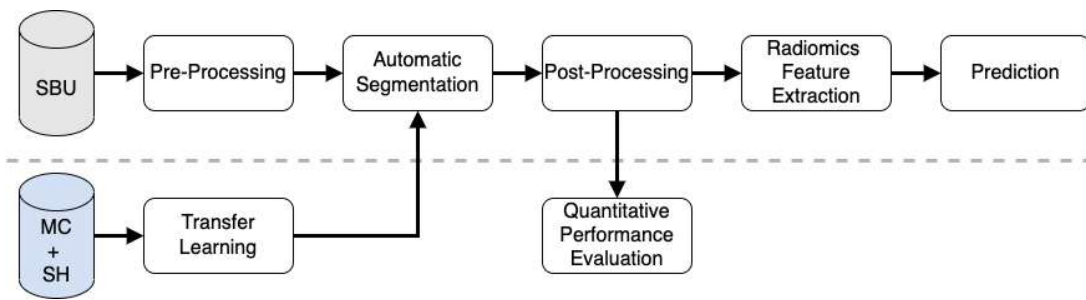 SBU
Pre-Processing
Automatic
Segmentation
Post-Processing
Radiomics
Feature
Extraction
Prediction
MC
+
SH
Transfer
Learning
Quantitative
Performance
Evaluation